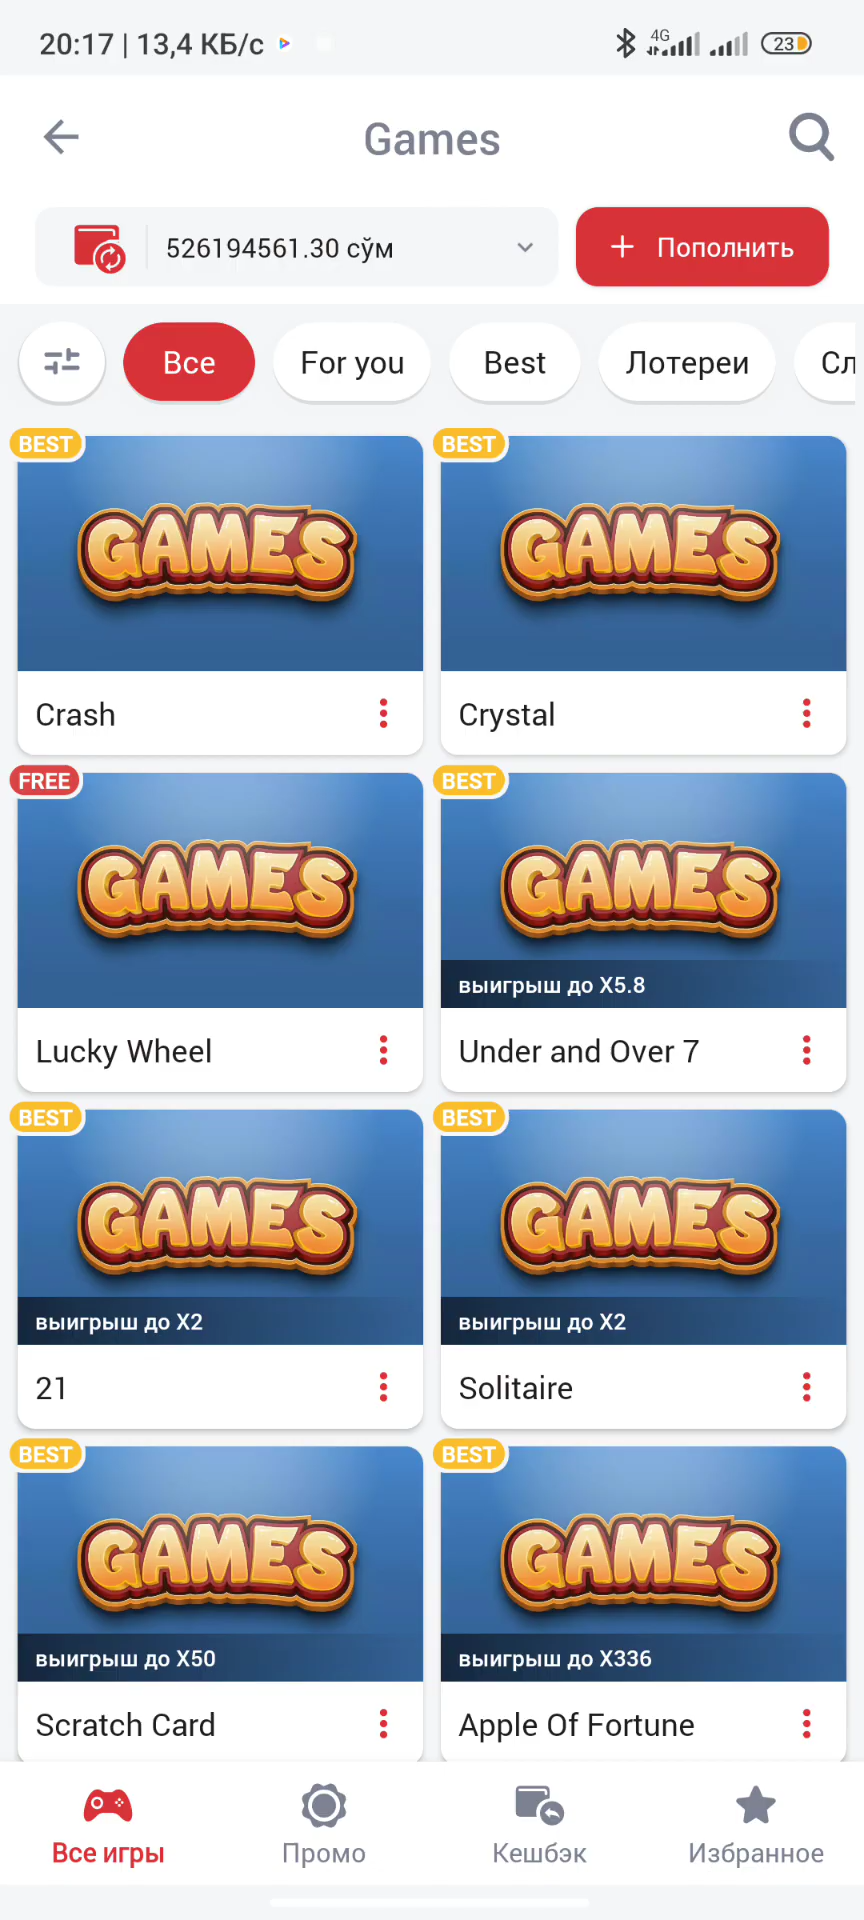 20:17 | 13,4 КБ/с
4G
23
Games
526194561.30 сўм
Пополнить
Все
For you
Best
Лотереи
Сл
BEST
BEST
GAMES
GAMES
Crash
Crystal
FREE
BEST
GAMES
GAMES
выигрыш до X5.8
Lucky Wheel
Under and Over 7
BEST
BEST
GAMES
GAMES
выигрыш до X2
выигрыш до X2
21
Solitaire
BEST
BEST
GAMES
GAMES
выигрыш до X50
выигрыш до X336
Scratch Card
Apple Of Fortune
Все игры
Промо
Кешбэк
Избранное